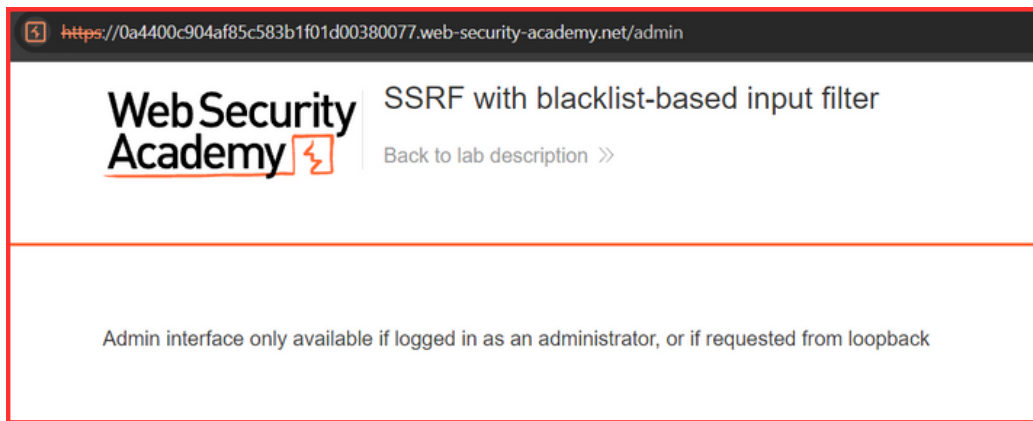 https://0a4400c904af85c583b1f01d00380077.web-security-academy.net/admin
Web Security
Academy
SSRF with blacklist-based input filter
Back to lab description >>
Admin interface only available if logged in as an administrator, or if requested from loopback